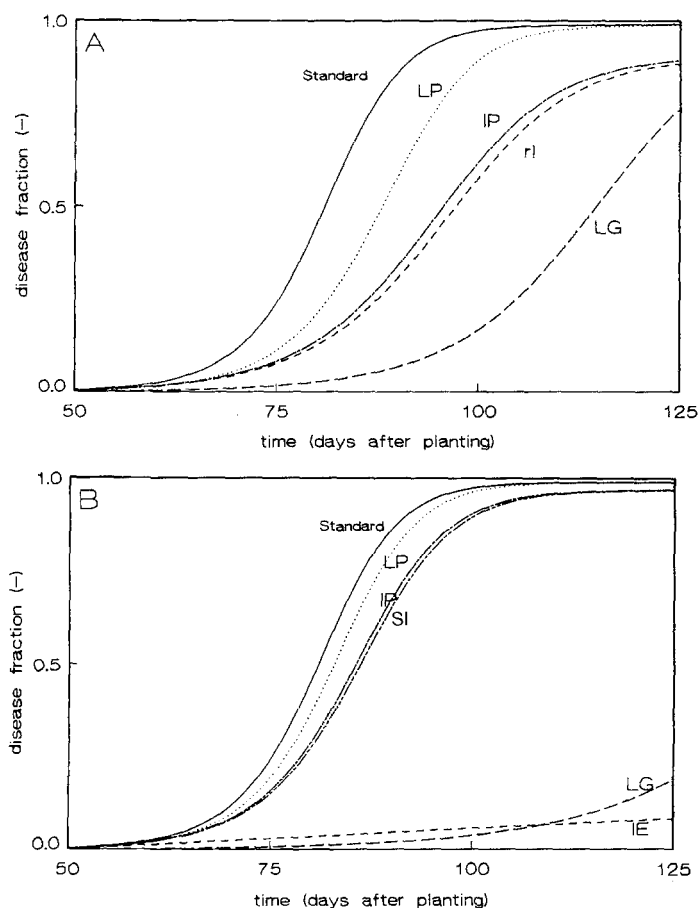 A
1.0
0.5
0.0
disease fraction (-)
Standard
LP
IP
rI
LG
50
75
100
125
time (days after planting)
B
1.0
0.5
0.0
disease fraction (-)
Standard
LP
IP
SI
LG
IE
50
75
100
125
time (days after planting)